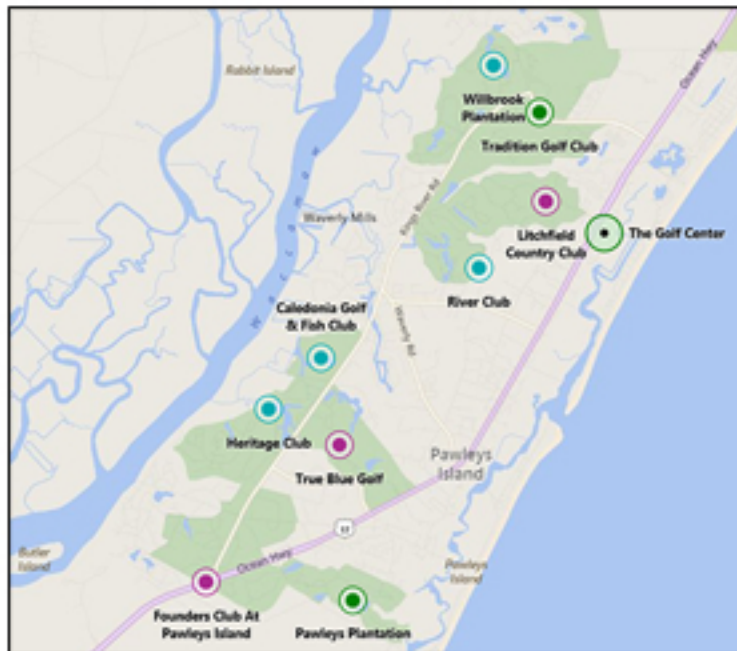 Rabbit Island
Ocean Hwy
Willbrook
Plantation
Tradition Golf Club
Kings River Rd
Waverly Mills
Waccamaw
Litchfield
Country Club
The Golf Center
River Club
Caledonia Golf
& Fish Club
Waverly Rd
Heritage Club
True Blue Golf
Pawleys
Island
17
Butler
Island
Ocean Hwy
Pawleys
Island
Founders Club At
Pawleys Island
Pawleys Plantation